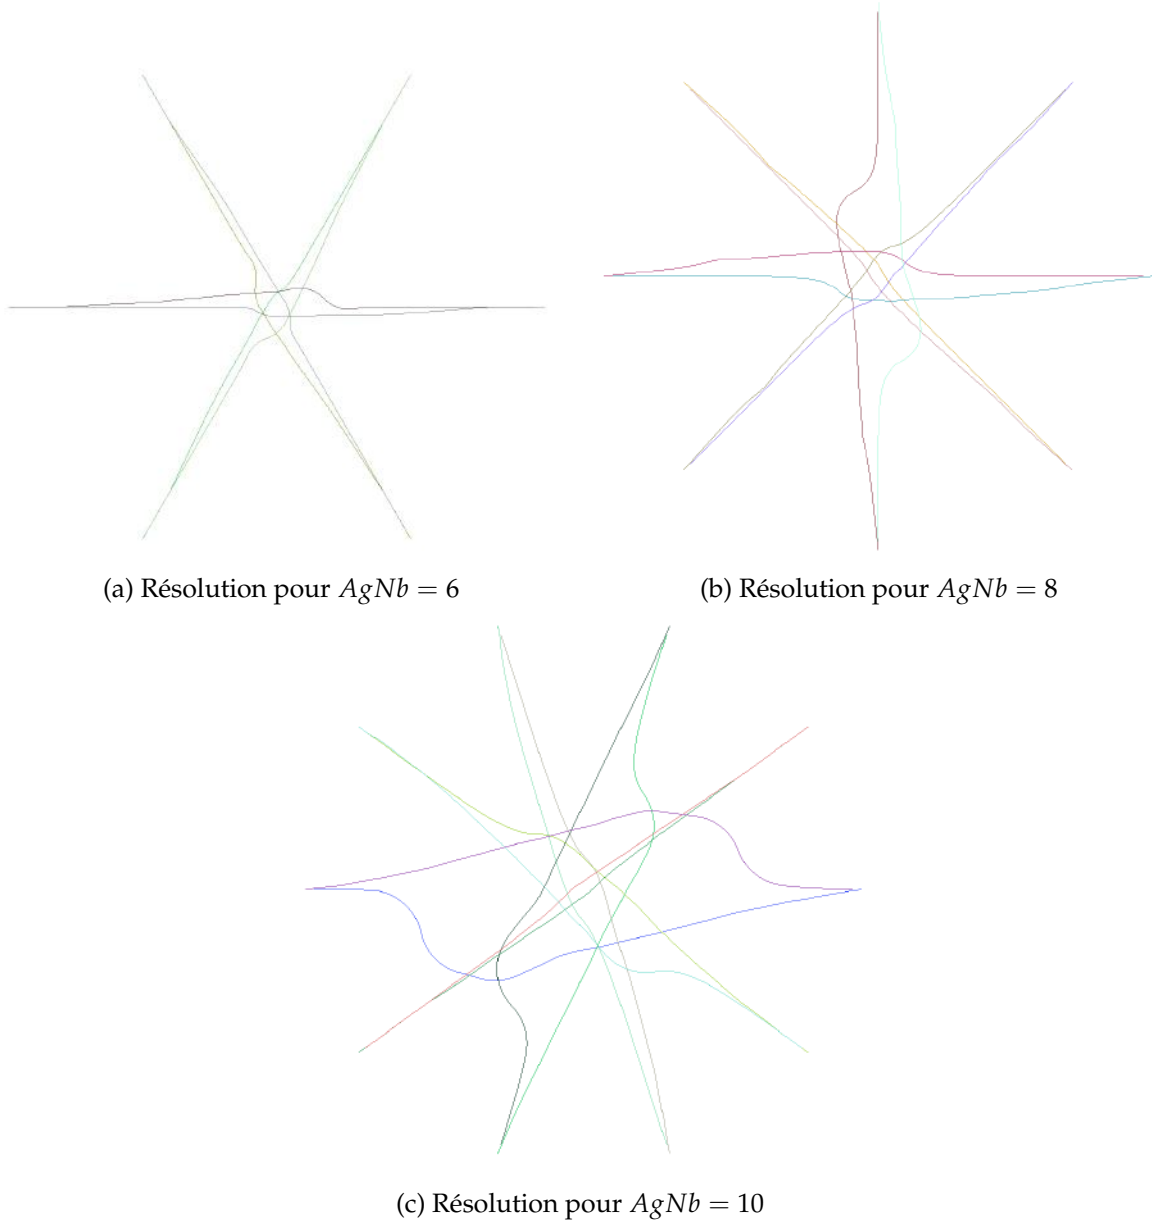 (a) Résolution pour AgNb = 6
(b) Résolution pour AgNb = 8
(c) Résolution pour AgNb = 10